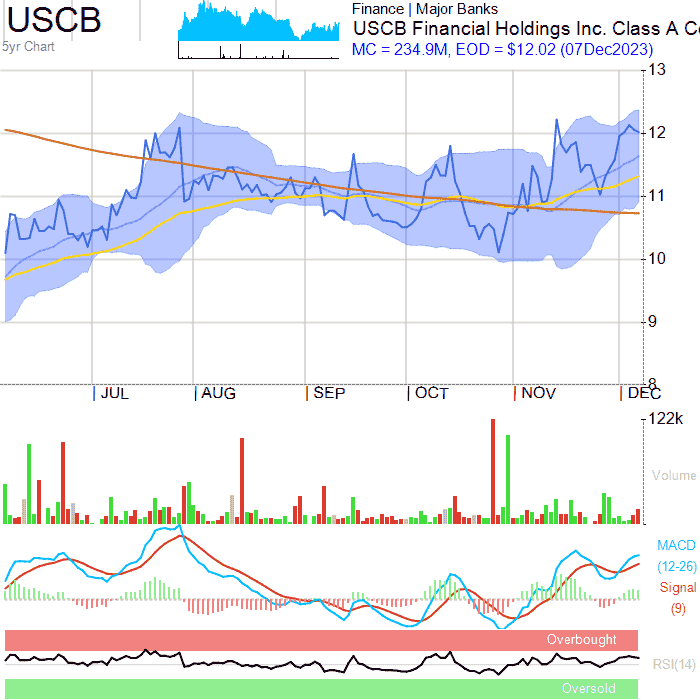 USCB
5yr Chart
Finance | Major Banks
USCB Financial Holdings Inc. Class A Co
MC = 234.9M, EOD = $12.02 (07Dec2023)
13
12
11
10
9
8
JUL AUG SEP OCT NOV DEC
122k
Volume
MACD
(12-26)
Signal
(9)
Overbought
RSI(14)
Oversold